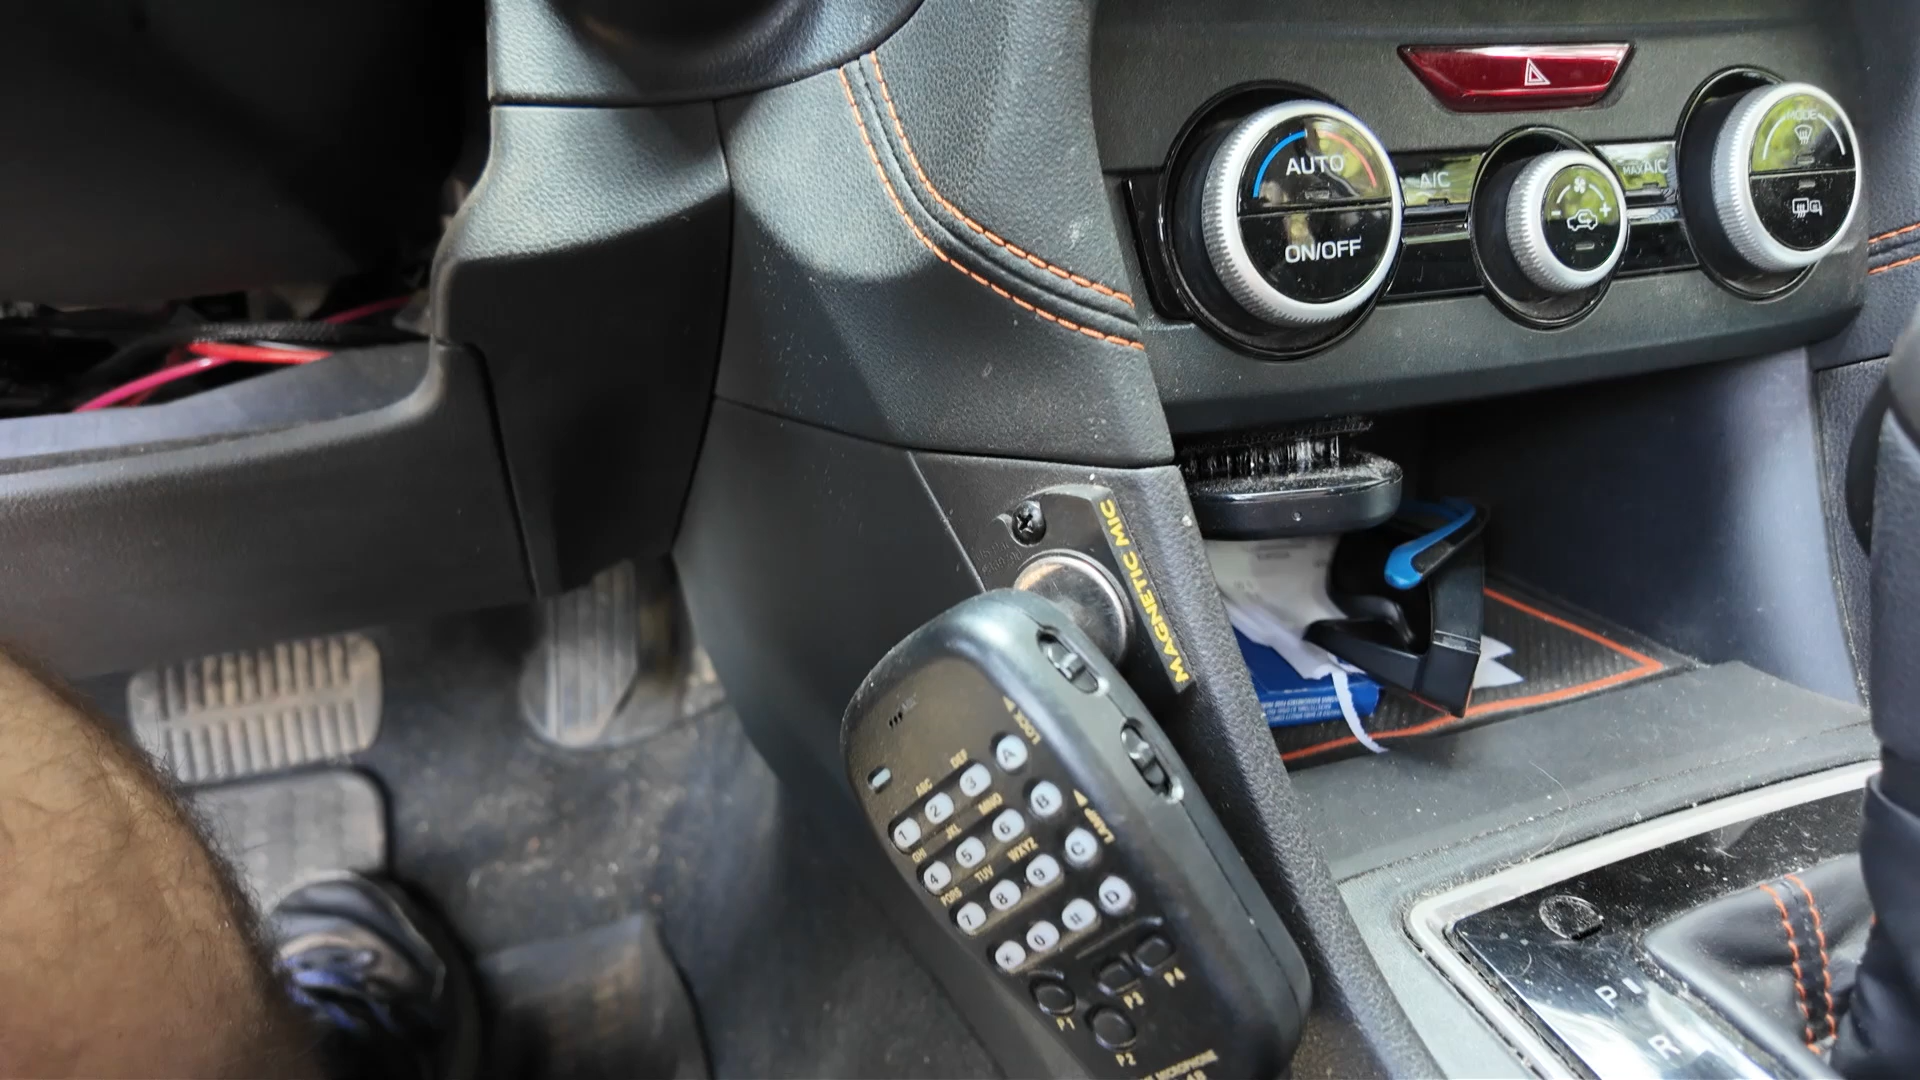 AUTO
ON/OFF
A/C
MAX A/C
- +
MODE
MAGNETIC MIC
LOCK
LAMP
ABC DEF
1 2 3 A
GHI JKL MNO
4 5 6 B
PQRS TUV WXYZ
7 8 9 C
* 0 # D
P1 P2 P3 P4
MICROPHONE
P
R